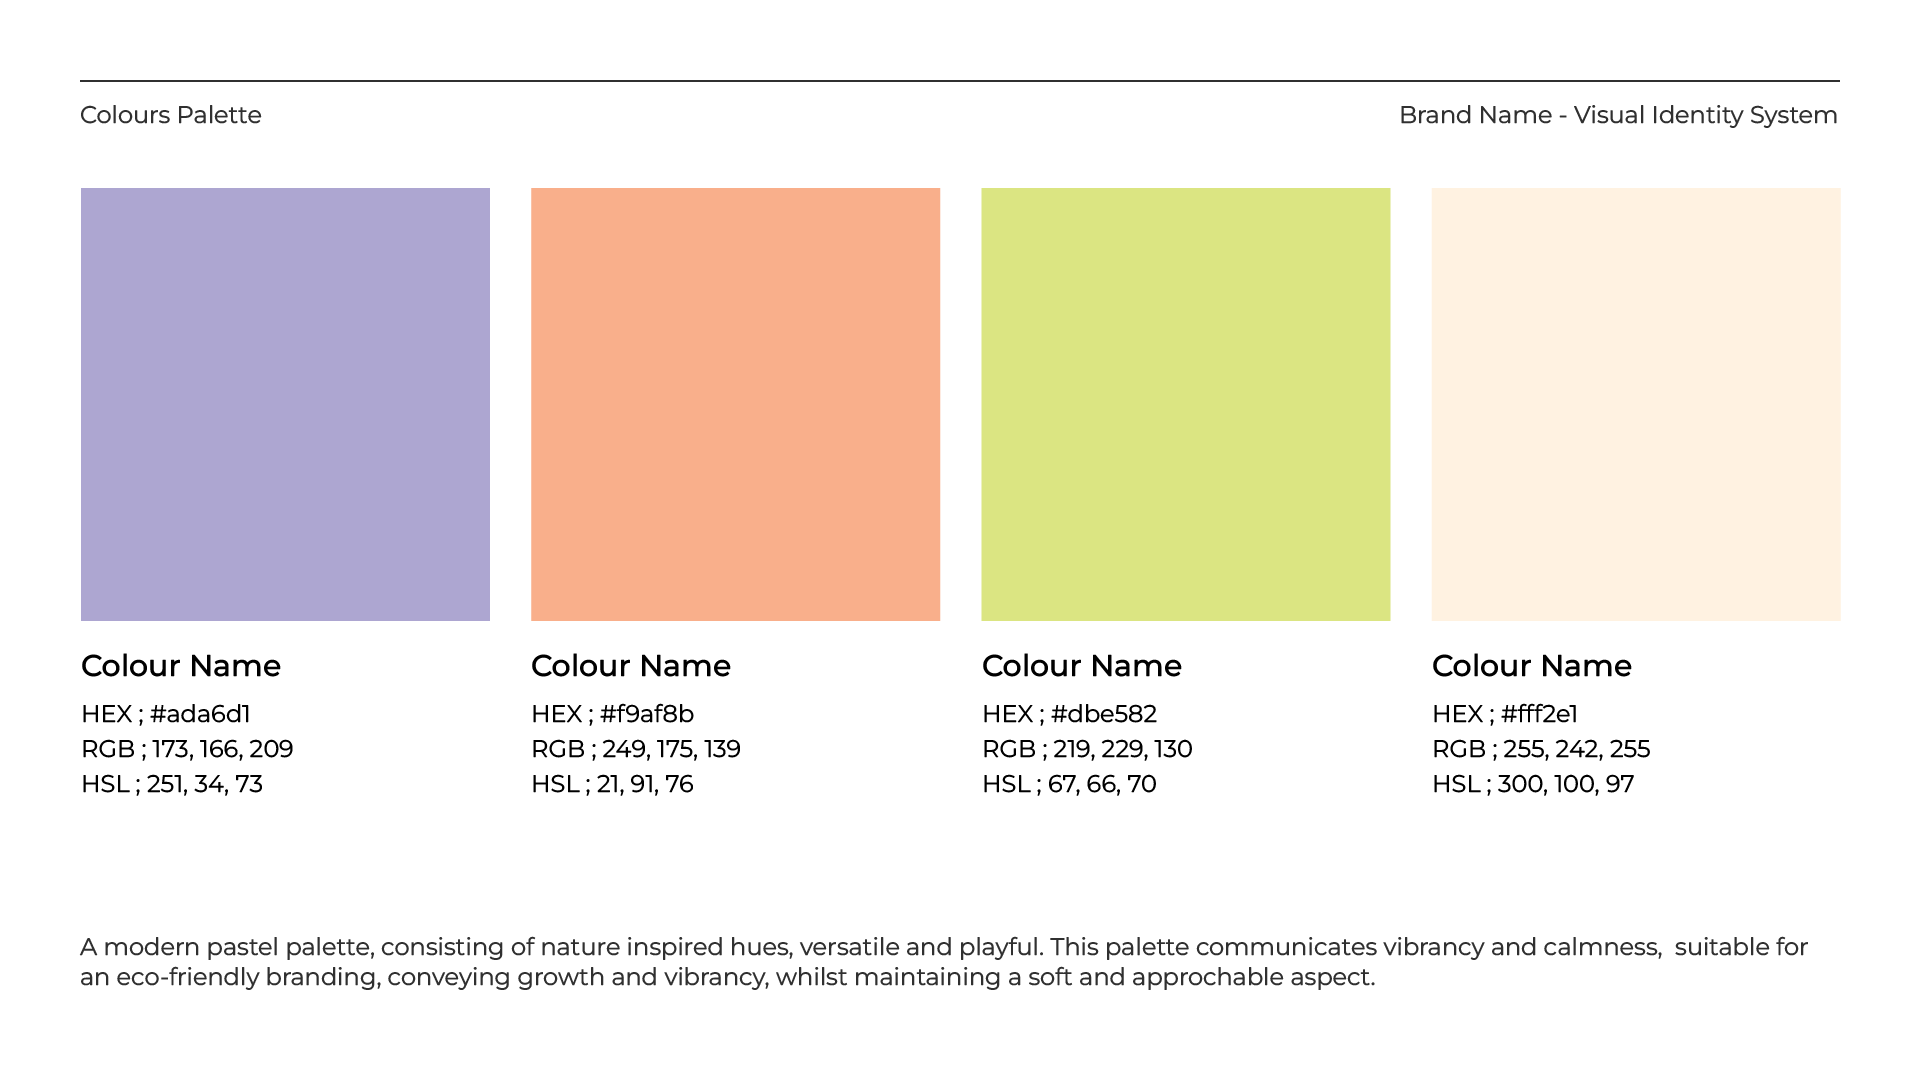 Colours Palette
Brand Name - Visual Identity System
Colour Name
HEX ; #ada6d1
RGB ; 173, 166, 209
HSL ; 251, 34, 73
Colour Name
HEX ; #f9af8b
RGB ; 249, 175, 139
HSL ; 21, 91, 76
Colour Name
HEX ; #dbe582
RGB ; 219, 229, 130
HSL ; 67, 66, 70
Colour Name
HEX ; #fff2e1
RGB ; 255, 242, 255
HSL ; 300, 100, 97
A modern pastel palette, consisting of nature inspired hues, versatile and playful. This palette communicates vibrancy and calmness,  suitable for
an eco-friendly branding, conveying growth and vibrancy, whilst maintaining a soft and approchable aspect.